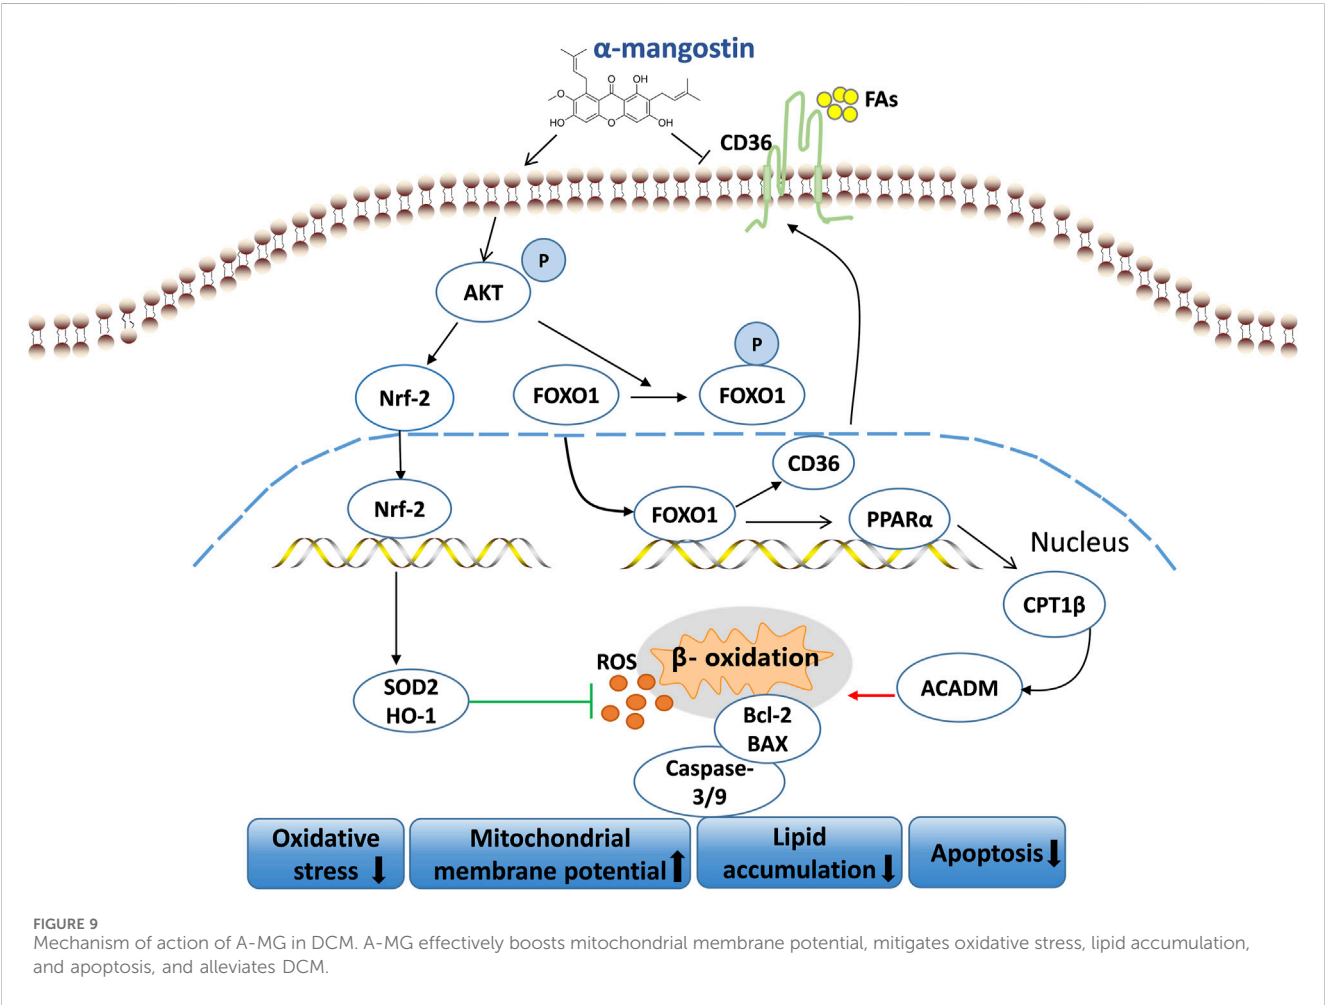 α-mangostin
O
OH
O
HO
O
OH
CD36
FAs
P
AKT
P
Nrf-2
FOXO1
FOXO1
CD36
Nrf-2
FOXO1
PPARα
Nucleus
CPT1β
ROS
β- oxidation
SOD2
HO-1
ACADM
Bcl-2
BAX
Caspase-
3/9
Oxidative
stress
Mitochondrial
membrane potential
Lipid
accumulation
Apoptosis
FIGURE 9
Mechanism of action of A-MG in DCM. A-MG effectively boosts mitochondrial membrane potential, mitigates oxidative stress, lipid accumulation,
and apoptosis, and alleviates DCM.